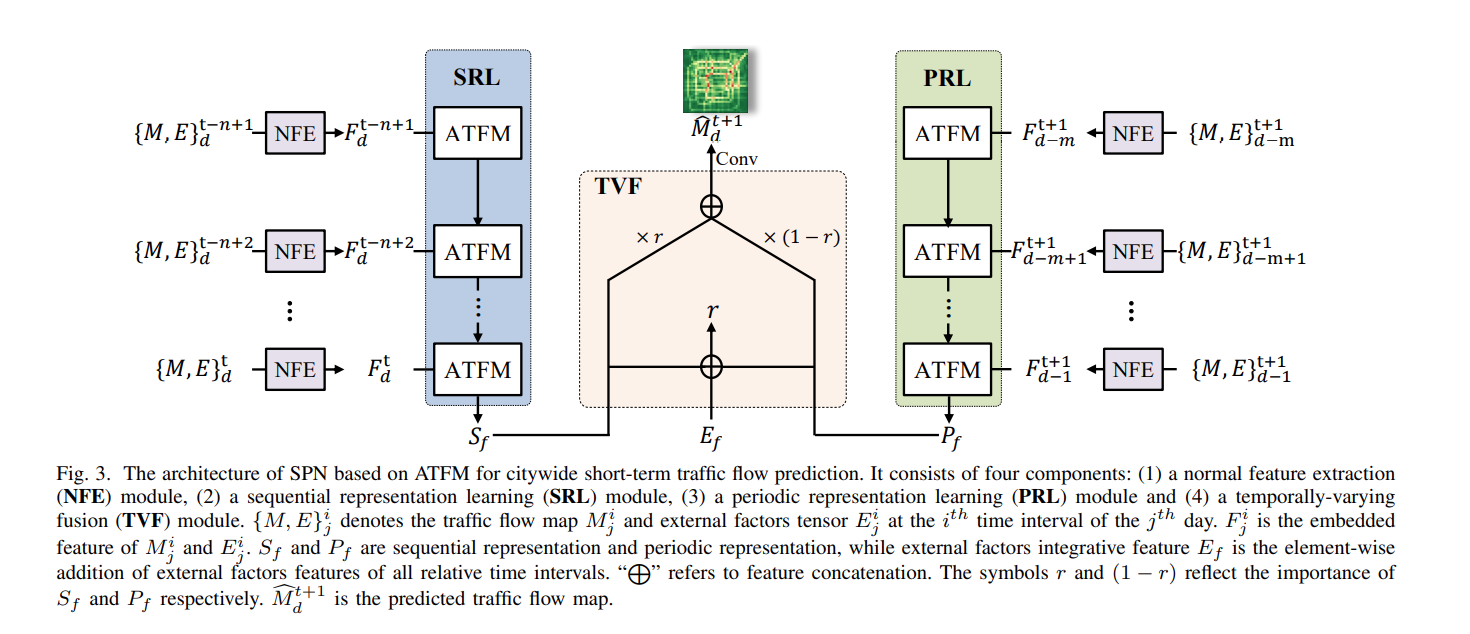 SRL
PRL
{M, E}_d^{t−n+1} NFE F_d^{t−n+1} ATFM
M̂_d^{t+1}
ATFM F_{d−m}^{t+1} NFE {M, E}_{d−m}^{t+1}
Conv
TVF
× r × (1 − r)
{M, E}_d^{t−n+2} NFE F_d^{t−n+2} ATFM
ATFM F_{d−m+1}^{t+1} NFE {M, E}_{d−m+1}^{t+1}
⋮ ⋮ r ⋮ ⋮
{M, E}_d^t NFE F_d^t ATFM
ATFM F_{d−1}^{t+1} NFE {M, E}_{d−1}^{t+1}
S_f E_f P_f
Fig. 3. The architecture of SPN based on ATFM for citywide short-term traffic flow prediction. It consists of four components: (1) a normal feature extraction
(NFE) module, (2) a sequential representation learning (SRL) module, (3) a periodic representation learning (PRL) module and (4) a temporally-varying
fusion (TVF) module. {M, E}_j^i denotes the traffic flow map M_j^i and external factors tensor E_j^i at the i^{th} time interval of the j^{th} day. F_j^i is the embedded
feature of M_j^i and E_j^i. S_f and P_f are sequential representation and periodic representation, while external factors integrative feature E_f is the element-wise
addition of external factors features of all relative time intervals. “⊕” refers to feature concatenation. The symbols r and (1 − r) reflect the importance of
S_f and P_f respectively. M̂_d^{t+1} is the predicted traffic flow map.